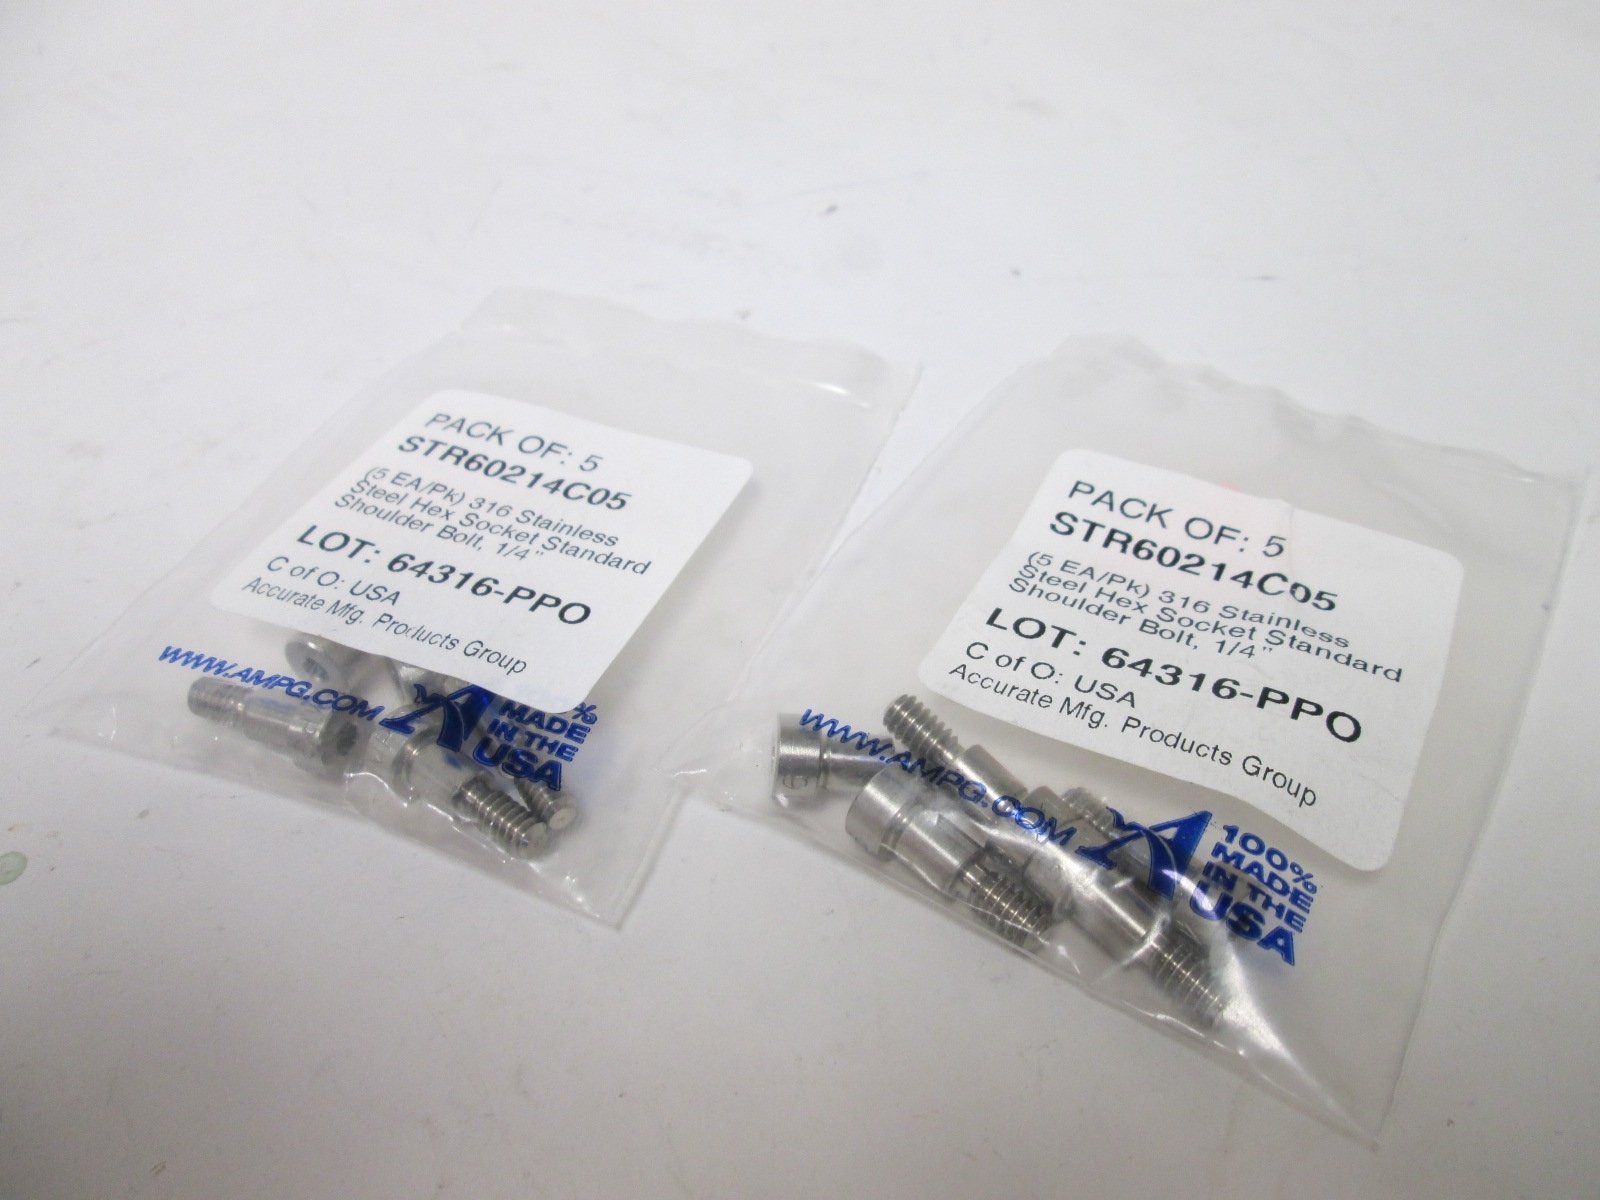 PACK OF: 5
STR60214C05
(5 EA/Pk) 316 Stainless
Steel Hex Socket Standard
Shoulder Bolt, 1/4"
LOT: 64316-PPO
C of O: USA
Accurate Mfg. Products Group
WWW.AMPG.COM
MADE
IN THE
USA
PACK OF: 5
STR60214C05
(5 EA/Pk) 316 Stainless
Steel Hex Socket Standard
Shoulder Bolt, 1/4"
LOT: 64316-PPO
C of O: USA
Accurate Mfg. Products Group
WWW.AMPG.COM
A
100%
MADE
IN THE
USA